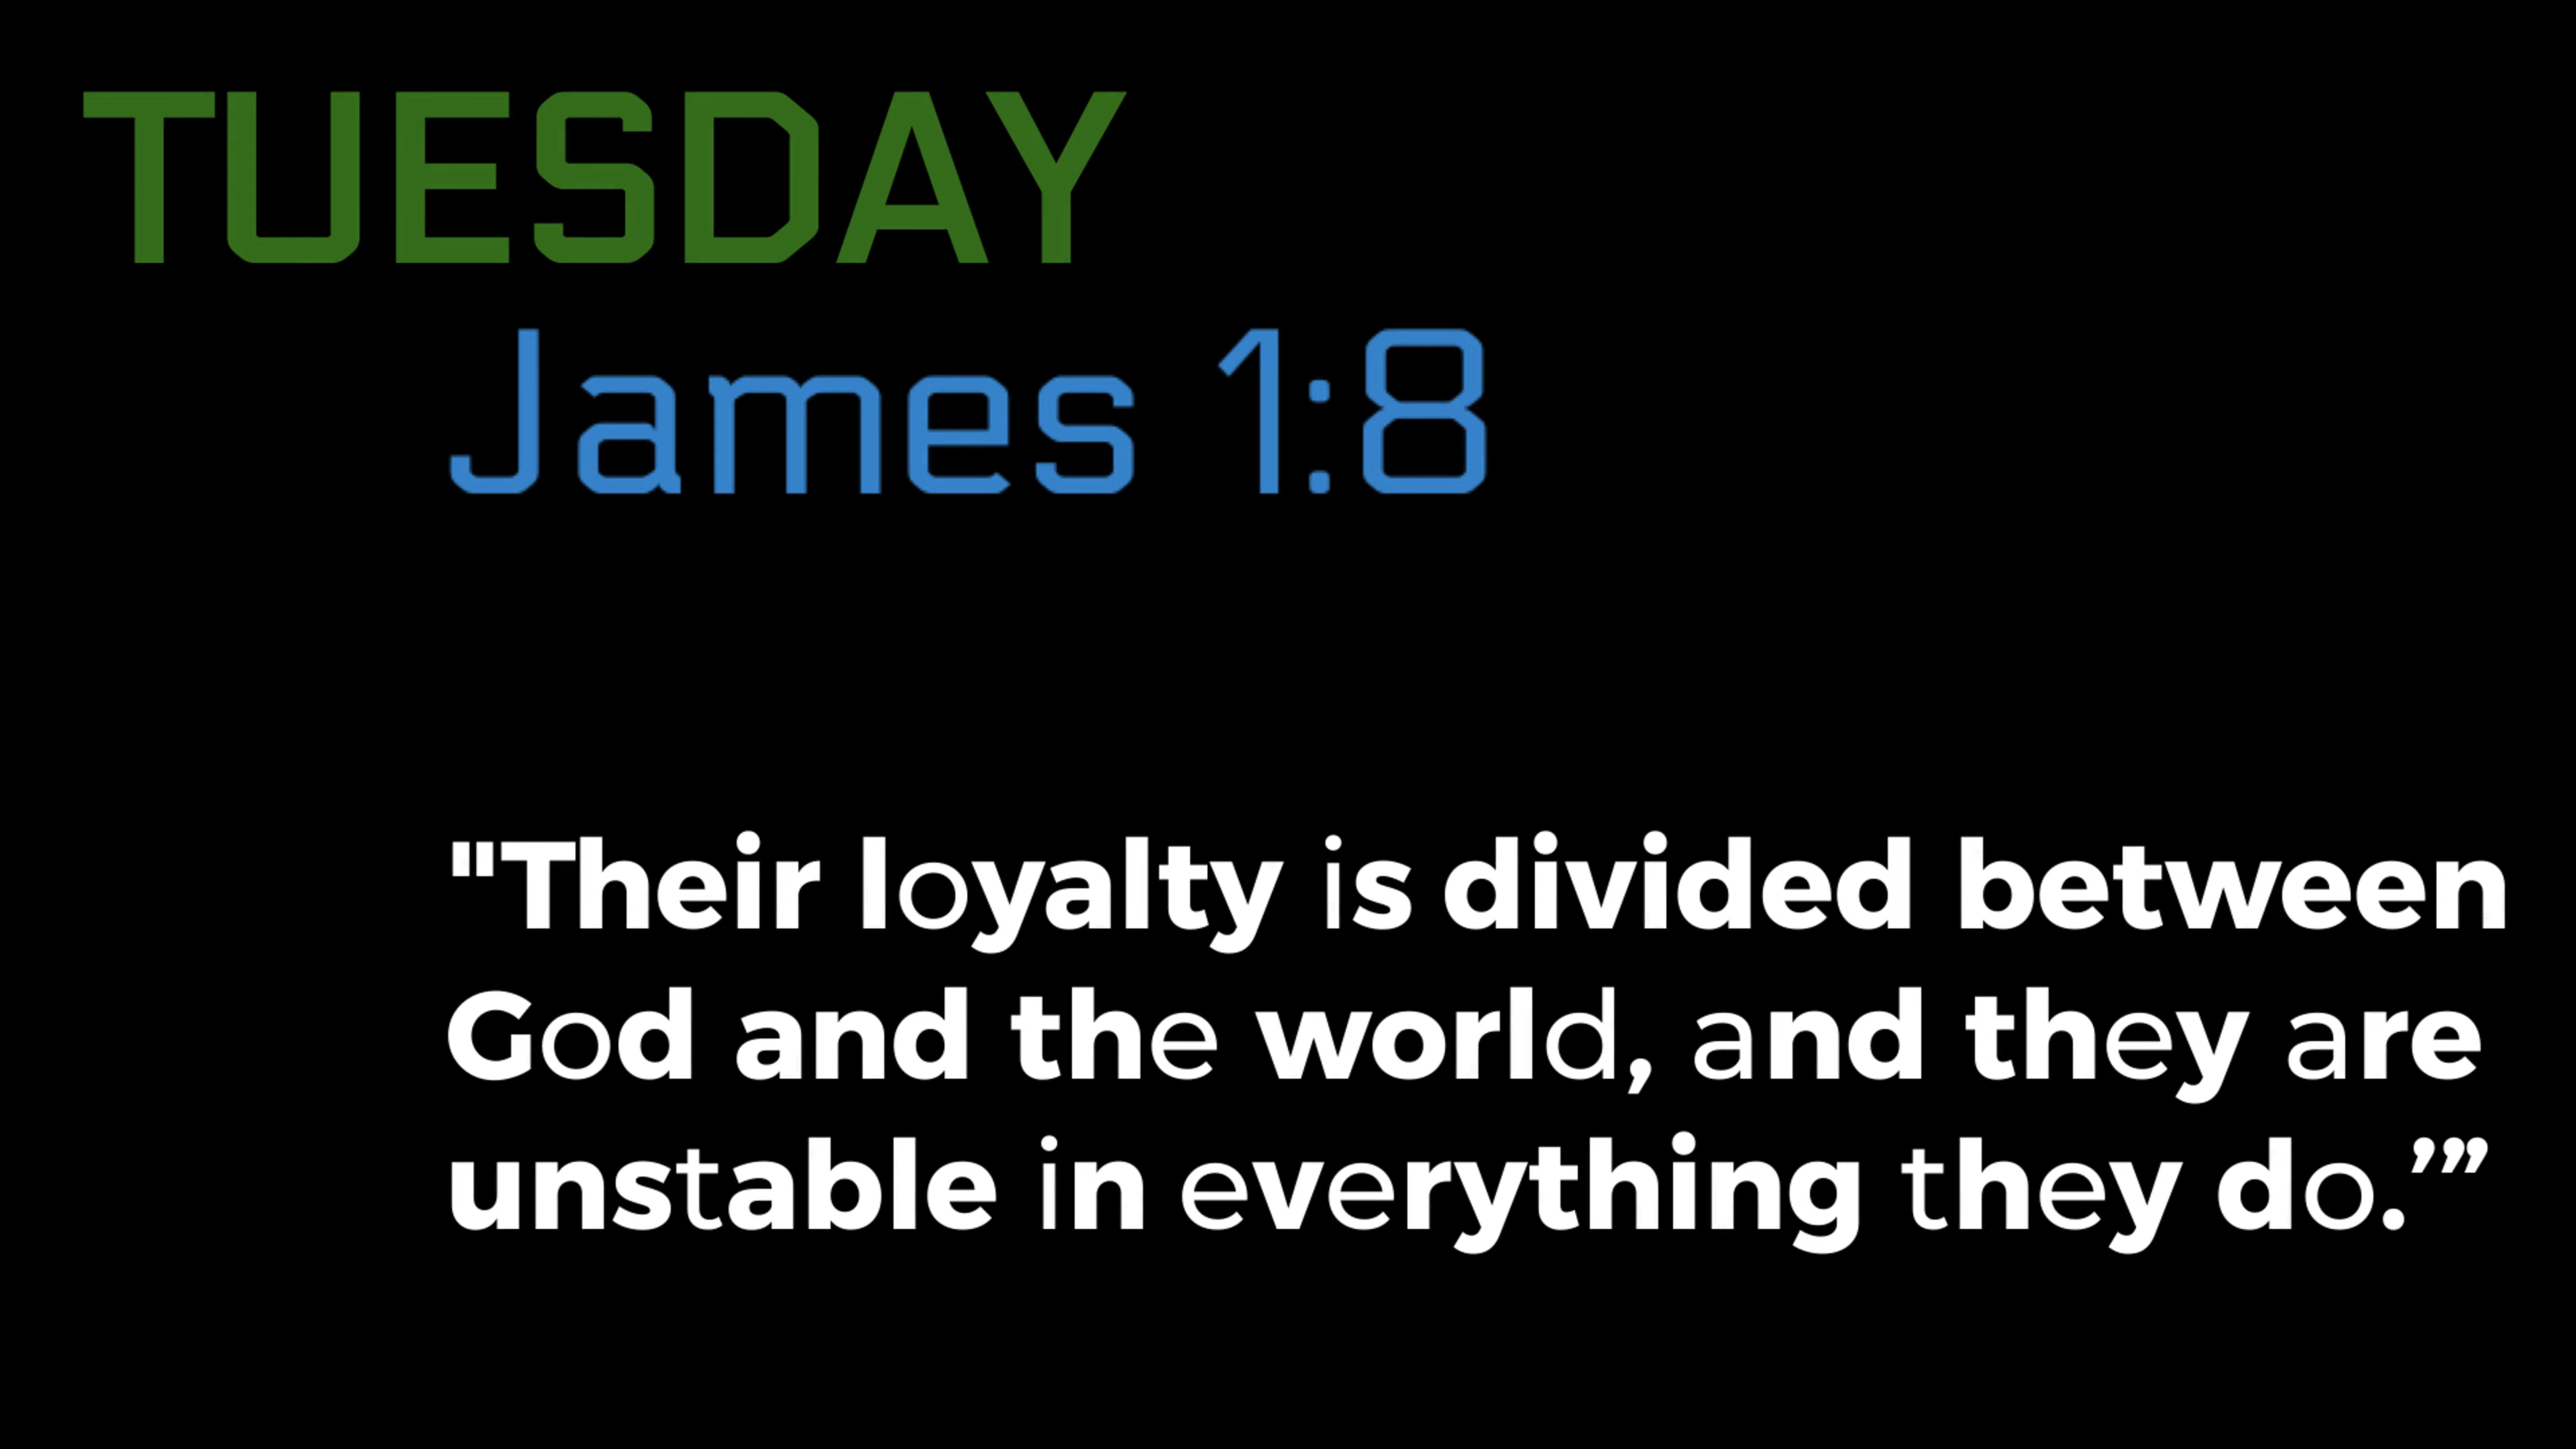 TUESDAY
James 1:8
"Their loyalty is divided between
God and the world, and they are
unstable in everything they do.’”